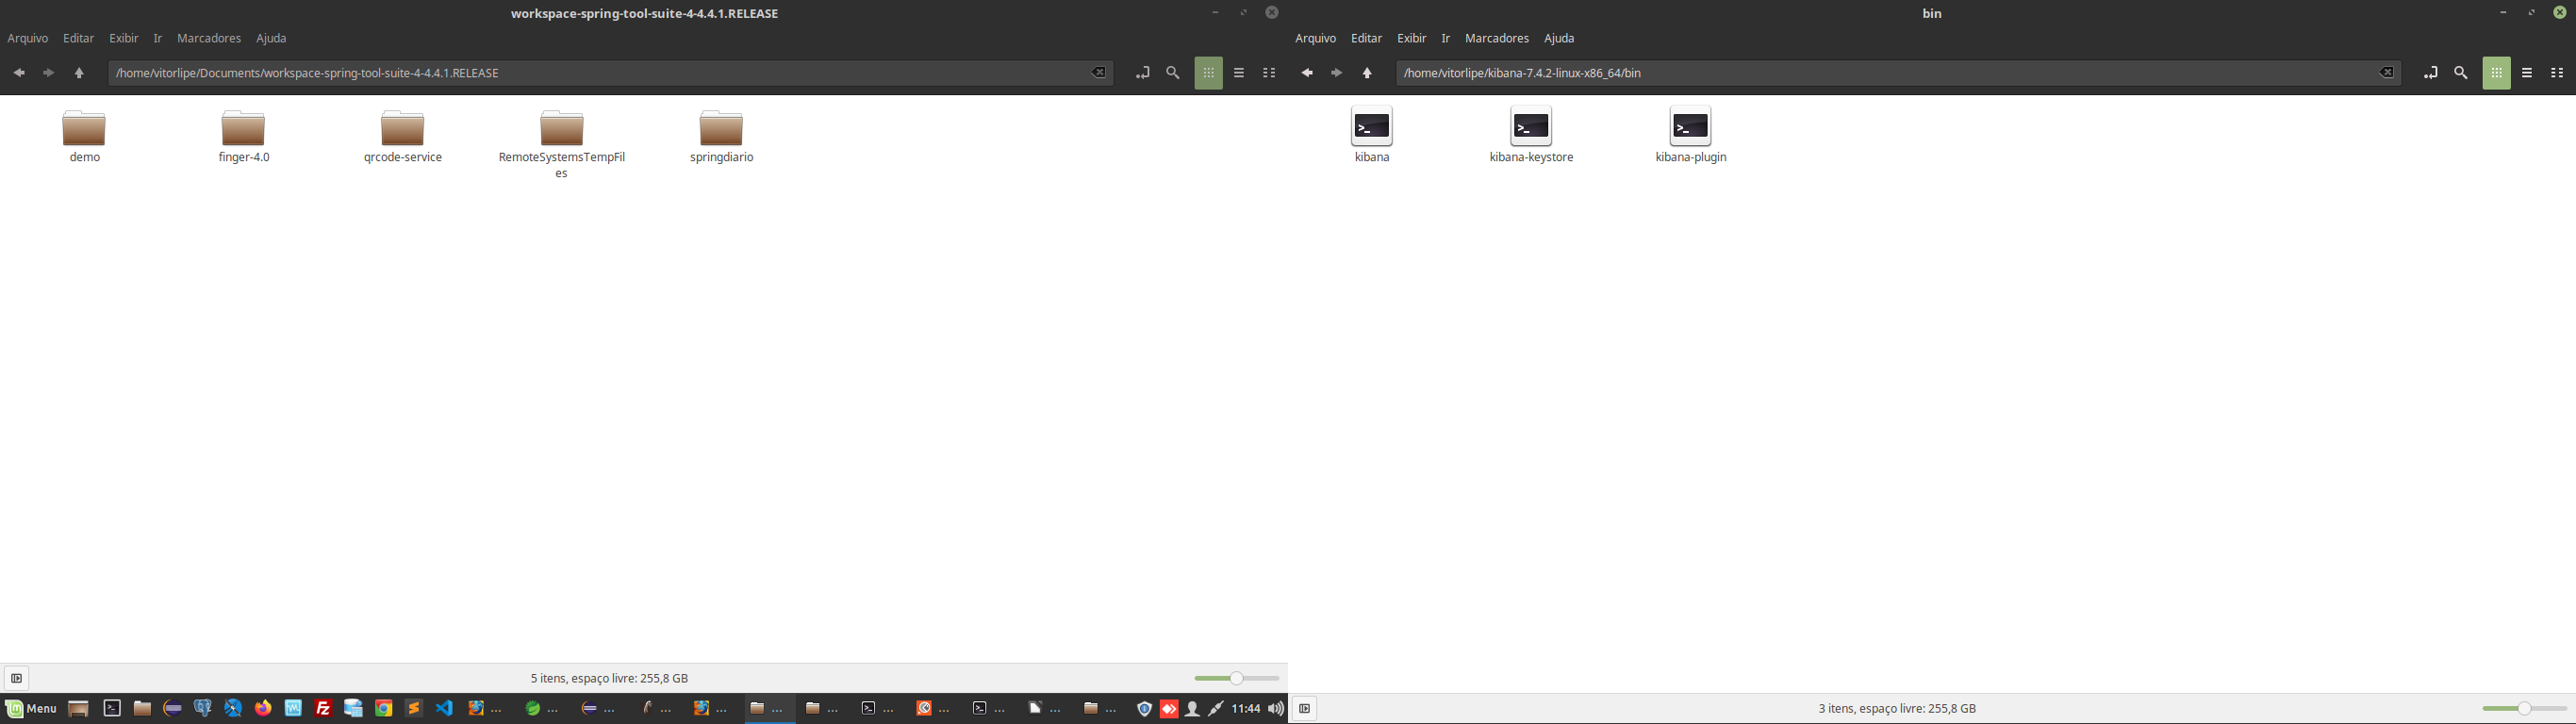 workspace-spring-tool-suite-4-4.4.1.RELEASE
Arquivo Editar Exibir Ir Marcadores Ajuda
/home/vitorlipe/Documents/workspace-spring-tool-suite-4-4.4.1.RELEASE
demo
finger-4.0
qrcode-service
RemoteSystemsTempFil
es
springdiario
5 itens, espaço livre: 255,8 GB
Menu
...
...
...
...
...
...
...
...
...
...
...
...
11:44
bin
Arquivo Editar Exibir Ir Marcadores Ajuda
/home/vitorlipe/kibana-7.4.2-linux-x86_64/bin
kibana
kibana-keystore
kibana-plugin
3 itens, espaço livre: 255,8 GB